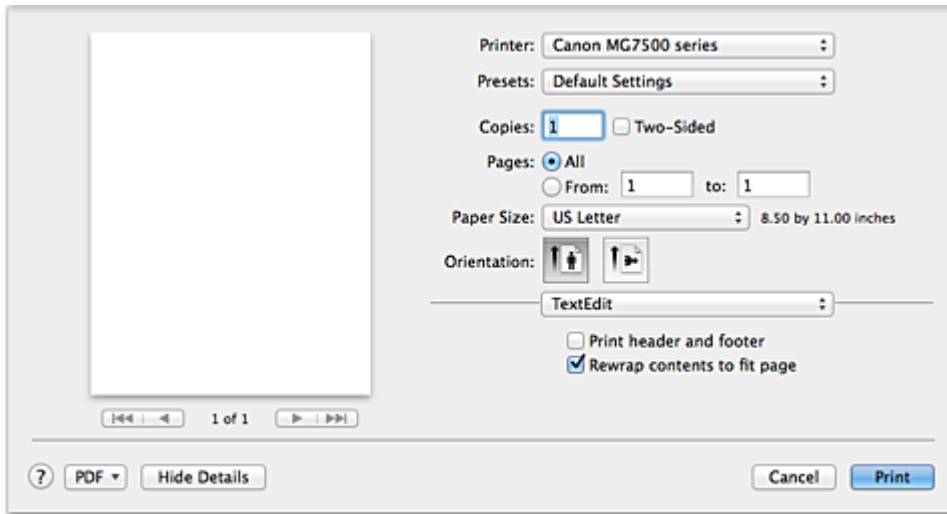 Printer: Canon MG7500 series
Presets: Default Settings
Copies: 1 Two-Sided
Pages: All
From: 1 to: 1
Paper Size: US Letter 8.50 by 11.00 inches
Orientation:
TextEdit
Print header and footer
Rewrap contents to fit page
1 of 1
? PDF Hide Details Cancel Print